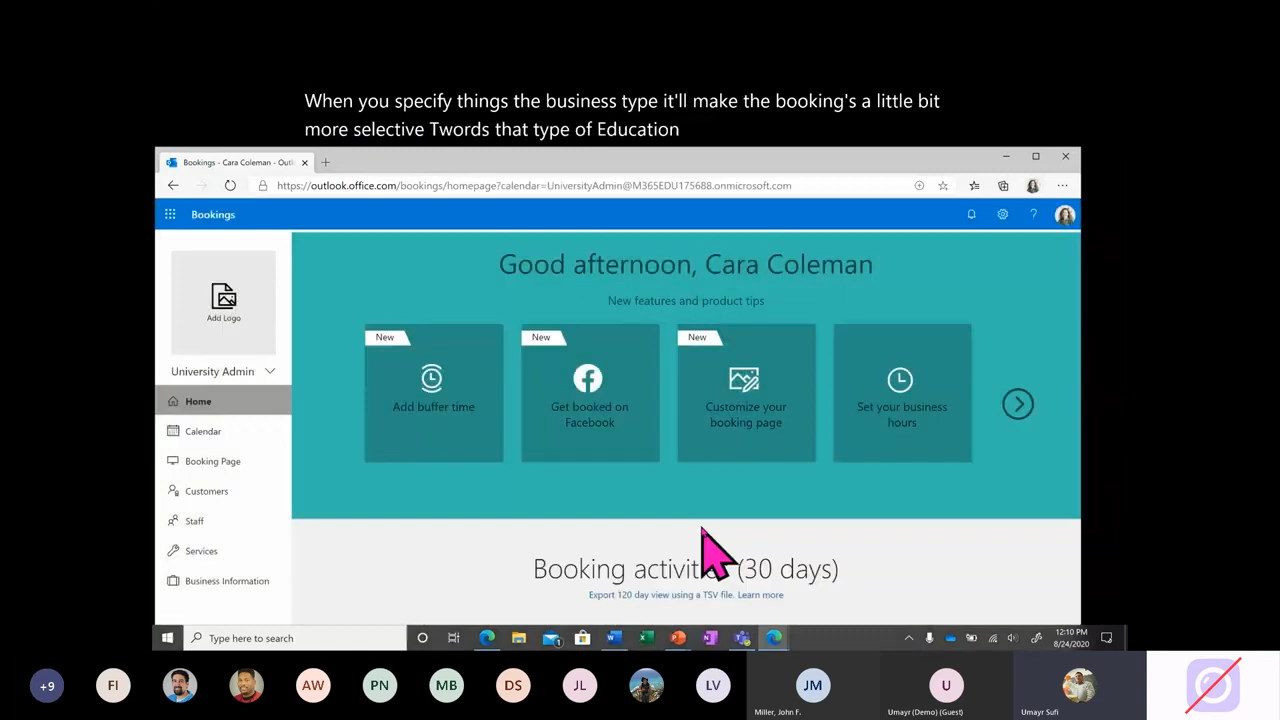 When you specify things the business type it'll make the booking's a little bit
more selective Twords that type of Education
Bookings - Cara Coleman - Outl
https://outlook.office.com/bookings/homepage?calendar=UniversityAdmin@M365EDU175688.onmicrosoft.com
Bookings
Add Logo
University Admin
Home
Calendar
Booking Page
Customers
Staff
Services
Business Information
Good afternoon, Cara Coleman
New features and product tips
New
Add buffer time
New
Get booked on
Facebook
New
Customize your
booking page
Set your business
hours
Booking activiti (30 days)
Export 120 day view using a TSV file. Learn more
Type here to search
12:10 PM
8/24/2020
+9
FI
AW
PN
MB
DS
JL
LV
JM
Miller, John F.
U
Umayr (Demo) (Guest)
Umayr Sufi